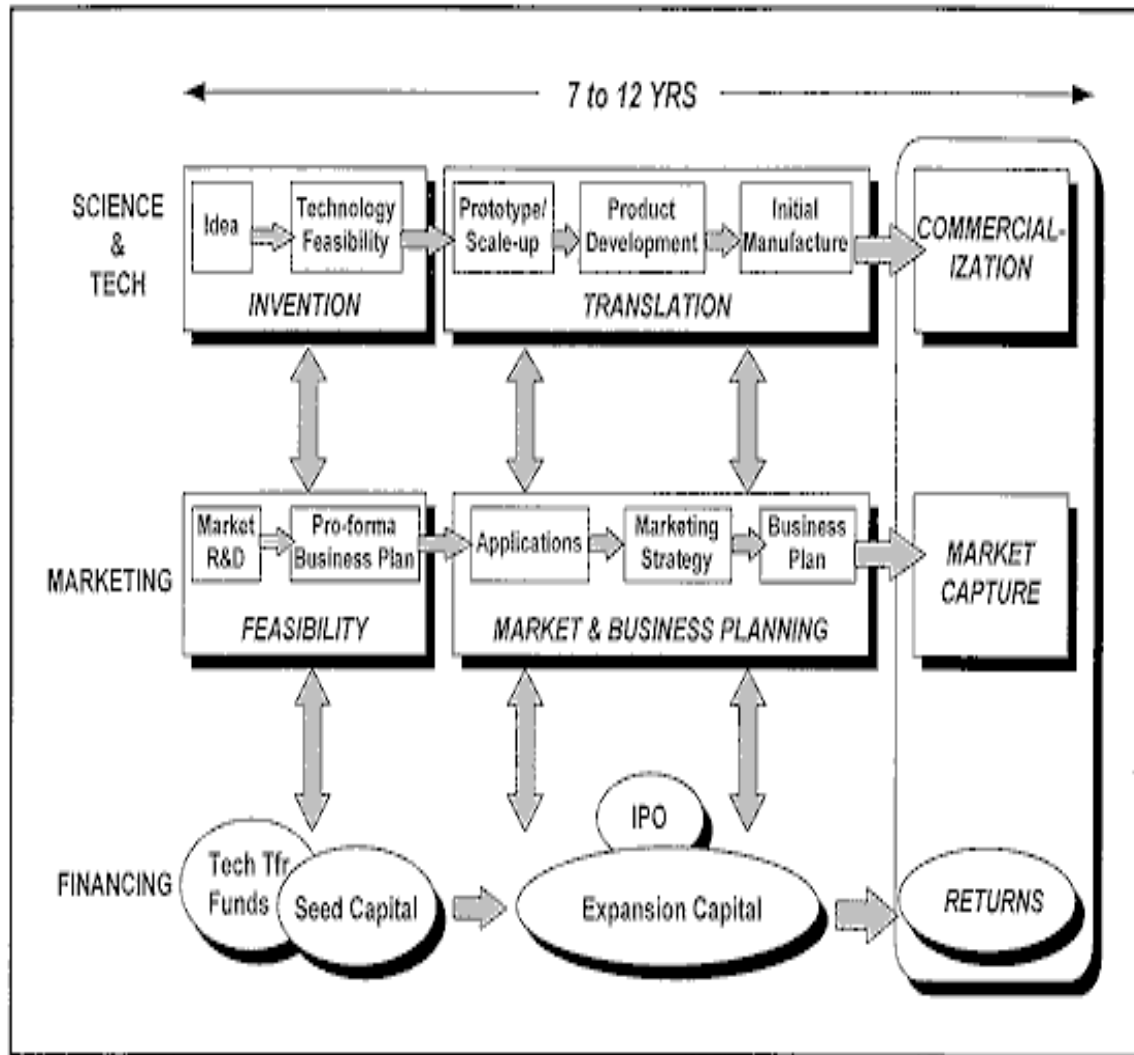 7 to 12 YRS
SCIENCE
&
TECH
Idea
Technology
Feasibility
INVENTION
Prototype/
Scale-up
Product
Development
Initial
Manufacture
TRANSLATION
COMMERCIAL-
IZATION
MARKETING
Market
R&D
Pro-forma
Business Plan
FEASIBILITY
Applications
Marketing
Strategy
Business
Plan
MARKET & BUSINESS PLANNING
MARKET
CAPTURE
FINANCING
Tech Tfr
Funds
Seed Capital
IPO
Expansion Capital
RETURNS